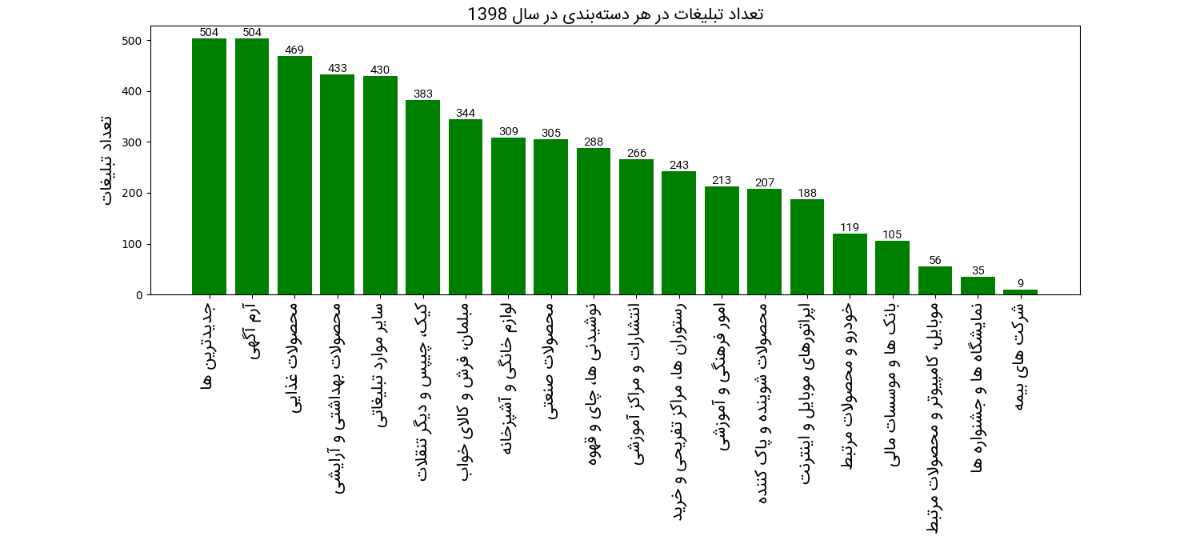 تعداد تبلیغات در هر دسته‌بندی در سال 1398
تعداد تبلیغات
500
400
300
200
100
0
504
504
469
433
430
383
344
309
305
288
266
243
213
207
188
119
105
56
35
9
جدیدترین ها
آرم آگهی
محصولات غذایی
محصولات بهداشتی و آرایشی
سایر موارد تبلیغاتی
کیک، چیپس و دیگر تنقلات
مبلمان، فرش و کالای خواب
لوازم خانگی و آشپزخانه
محصولات صنعتی
نوشیدنی ها، چای و قهوه
انتشارات و مراکز آموزشی
رستوران ها، مراکز تفریحی و خرید
امور فرهنگی و آموزشی
محصولات شوینده و پاک کننده
اپراتورهای موبایل و اینترنت
خودرو و محصولات مرتبط
بانک ها و موسسات مالی
موبایل، کامپیوتر و محصولات مرتبط
نمایشگاه ها و جشنواره ها
شرکت های بیمه